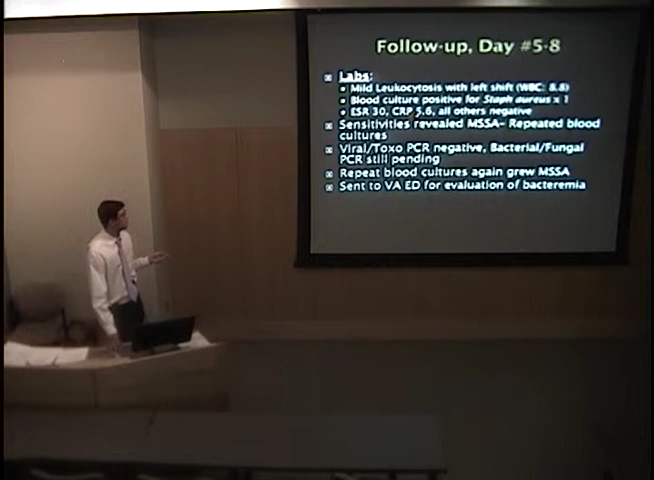 Follow-up, Day #5-8
Labs:
Mild Leukocytosis with left shift (WBC: 8.8)
Blood culture positive for Staph aureus x 1
ESR 30, CRP 5.6, all others negative
Sensitivities revealed MSSA- Repeated blood
cultures
Viral/Toxo PCR negative, Bacterial/Fungal
PCR still pending
Repeat blood cultures again grew MSSA
Sent to VA ED for evaluation of bacteremia